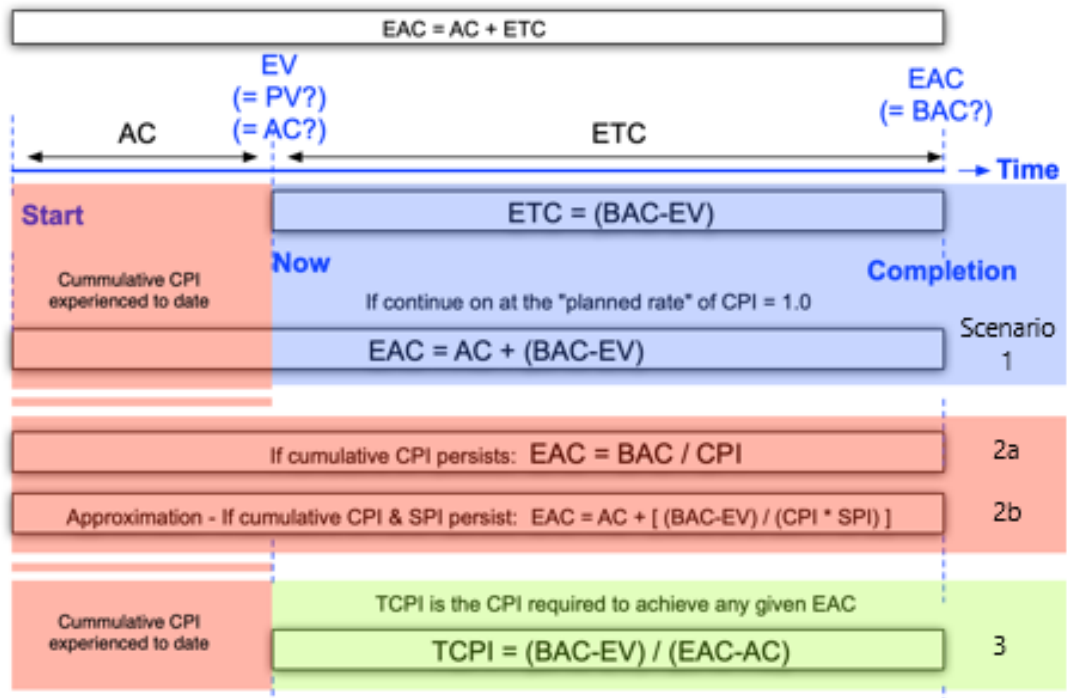 EAC = AC + ETC
EV
(= PV?)
(= AC?)
EAC
(= BAC?)
AC
ETC
Time
Start
ETC = (BAC-EV)
Now
Completion
Cummulative CPI
experienced to date
If continue on at the "planned rate" of CPI = 1.0
Scenario
1
EAC = AC + (BAC-EV)
If cumulative CPI persists: EAC = BAC / CPI
2a
Approximation - If cumulative CPI & SPI persist: EAC = AC + [ (BAC-EV) / (CPI * SPI) ]
2b
TCPI is the CPI required to achieve any given EAC
Cummulative CPI
experienced to date
TCPI = (BAC-EV) / (EAC-AC)
3